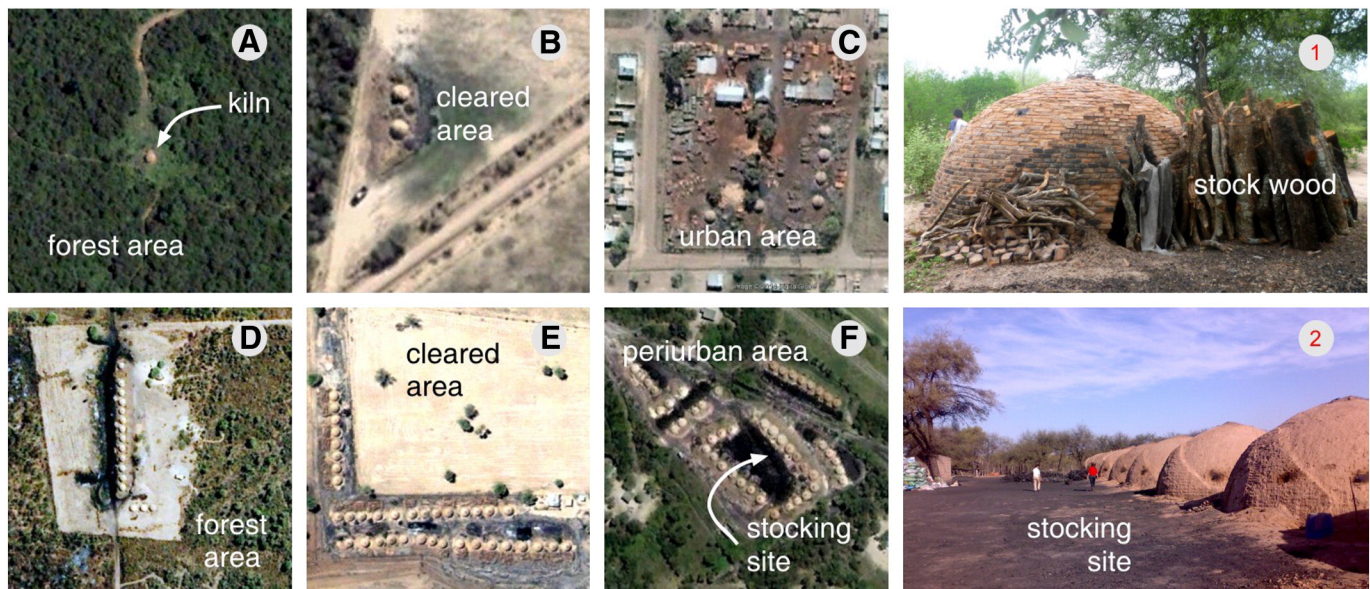 A
kiln
forest area
B
cleared
area
C
urban area
1
stock wood
D
forest
area
E
cleared
area
F
periurban area
stocking
site
2
stocking
site